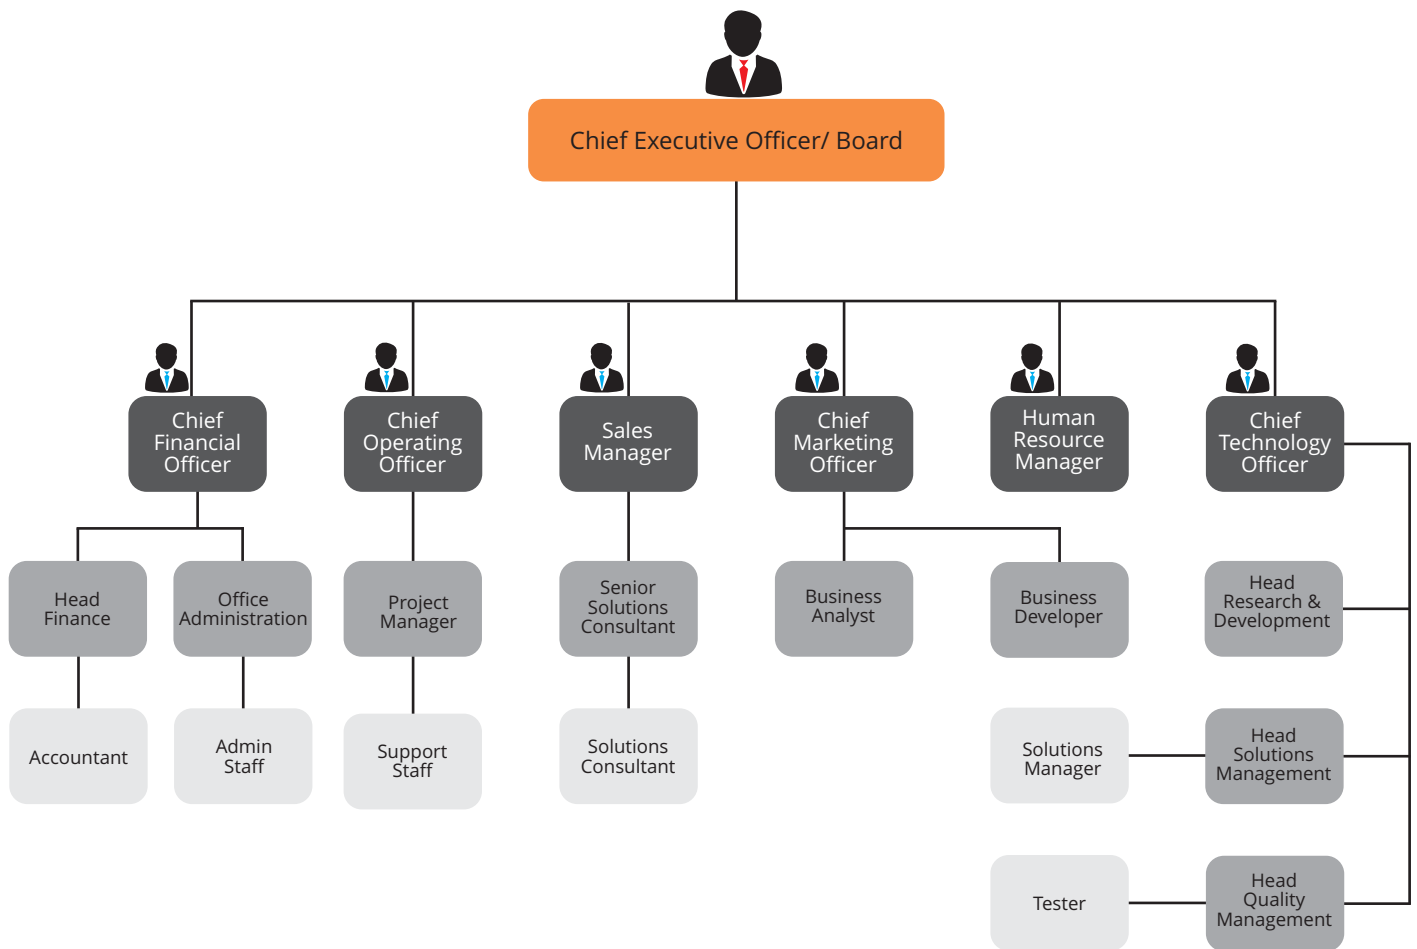 Chief Executive Officer/ Board
Chief
Financial
Officer
Chief
Operating
Officer
Sales
Manager
Chief
Marketing
Officer
Human
Resource
Manager
Chief
Technology
Officer
Head
Finance
Office
Administration
Project
Manager
Senior
Solutions
Consultant
Business
Analyst
Business
Developer
Head
Research &
Development
Accountant
Admin
Staff
Support
Staff
Solutions
Consultant
Solutions
Manager
Head
Solutions
Management
Tester
Head
Quality
Management